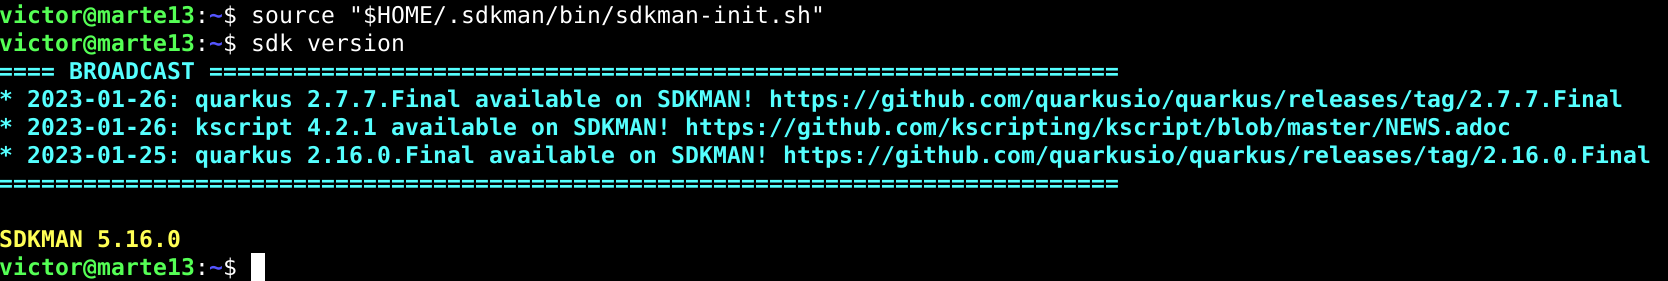 victor@marte13:~$ source "$HOME/.sdkman/bin/sdkman-init.sh"
victor@marte13:~$ sdk version
==== BROADCAST =================================================================
* 2023-01-26: quarkus 2.7.7.Final available on SDKMAN! https://github.com/quarkusio/quarkus/releases/tag/2.7.7.Final
* 2023-01-26: kscript 4.2.1 available on SDKMAN! https://github.com/kscripting/kscript/blob/master/NEWS.adoc
* 2023-01-25: quarkus 2.16.0.Final available on SDKMAN! https://github.com/quarkusio/quarkus/releases/tag/2.16.0.Final
================================================================================
SDKMAN 5.16.0
victor@marte13:~$